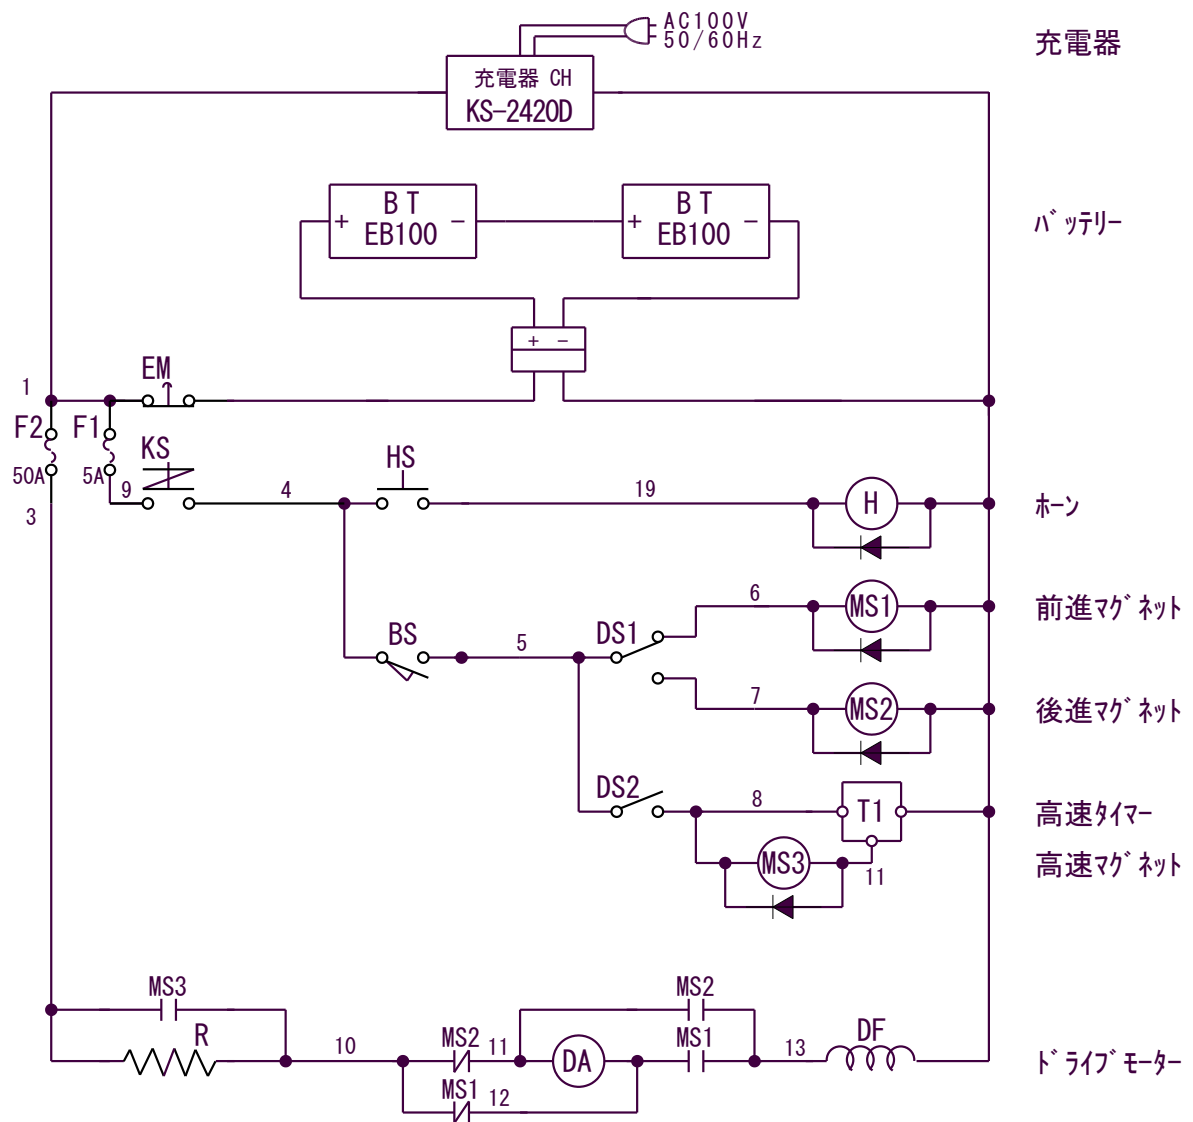 AC100V
50/60Hz
充電器
充電器 CH
KS-2420D
BT
EB100
+ −
BT
EB100
+ −
バッテリー
+ −
EM
1
F2
F1
KS
HS
50A
5A
9
4
19
H
ホーン
3
6
MS1
前進マグネット
BS
5
DS1
7
MS2
後進マグネット
DS2
8
T1
高速タイマー
MS3
11
高速マグネット
MS3
MS2
R
10
MS2
11
DA
MS1
13
DF
ドライブモーター
MS1
12